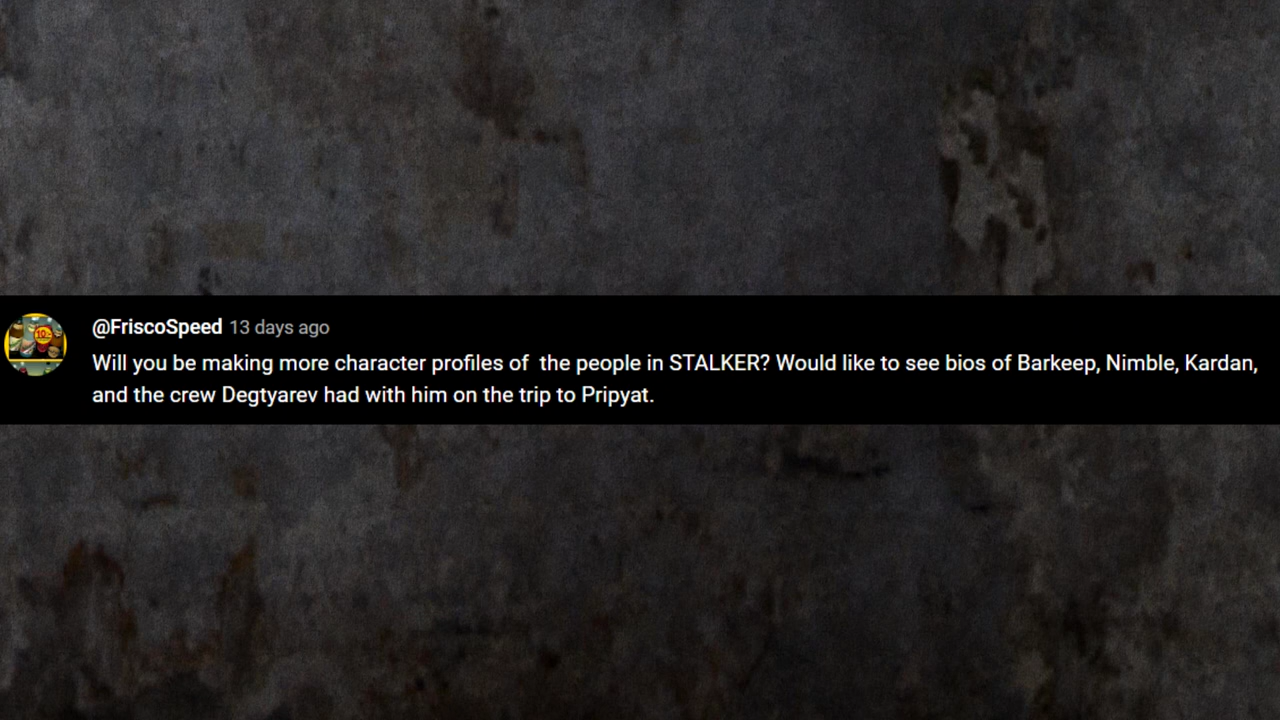 @FriscoSpeed 13 days ago
Will you be making more character profiles of  the people in STALKER? Would like to see bios of Barkeep, Nimble, Kardan,
and the crew Degtyarev had with him on the trip to Pripyat.